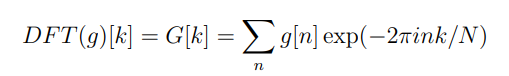 DFT(g)[k] = G[k] = ∑_n g[n] exp(−2πink/N)